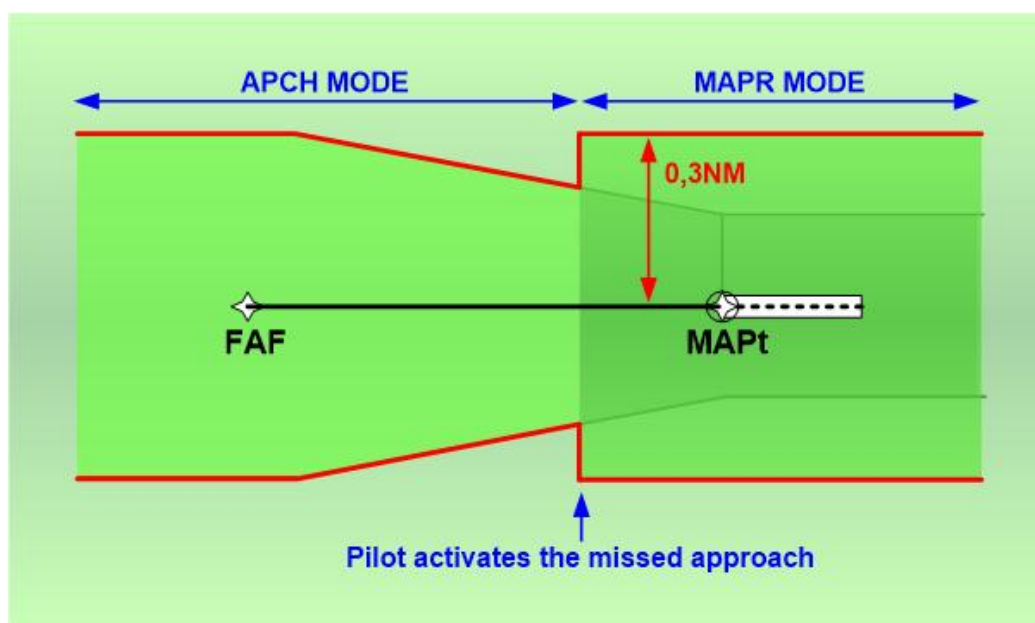 APCH MODE
MAPR MODE
0,3NM
FAF
MAPt
Pilot activates the missed approach